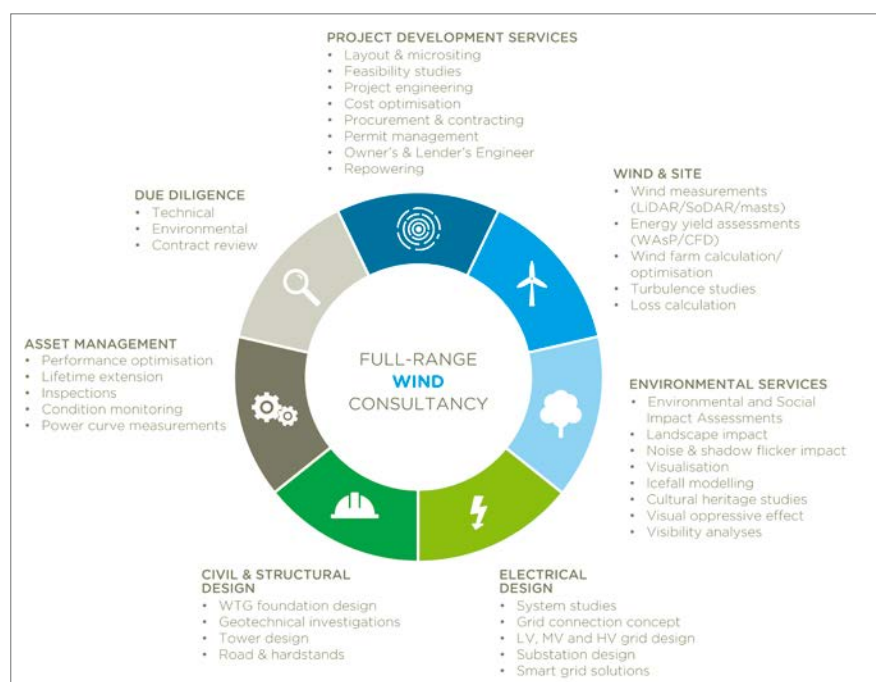 PROJECT DEVELOPMENT SERVICES
• Layout & micrositing
• Feasibility studies
• Project engineering
• Cost optimisation
• Procurement & contracting
• Permit management
• Owner's & Lender's Engineer
• Repowering
WIND & SITE
• Wind measurements
(LiDAR/SoDAR/masts)
• Energy yield assessments
(WAsP/CFD)
• Wind farm calculation/
optimisation
• Turbulence studies
• Loss calculation
ENVIRONMENTAL SERVICES
• Environmental and Social
Impact Assessments
• Landscape impact
• Noise & shadow flicker impact
• Visualisation
• Icefall modelling
• Cultural heritage studies
• Visual oppressive effect
• Visibility analyses
ELECTRICAL
DESIGN
• System studies
• Grid connection concept
• LV, MV and HV grid design
• Substation design
• Smart grid solutions
CIVIL & STRUCTURAL
DESIGN
• WTG foundation design
• Geotechnical investigations
• Tower design
• Road & hardstands
ASSET MANAGEMENT
• Performance optimisation
• Lifetime extension
• Inspections
• Condition monitoring
• Power curve measurements
DUE DILIGENCE
• Technical
• Environmental
• Contract review
FULL-RANGE
WIND
CONSULTANCY